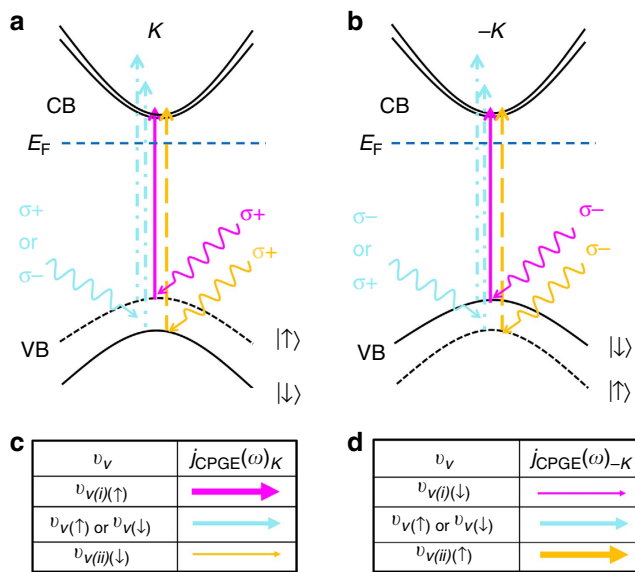 a
K
CB
E_F
σ+
or
σ−
σ+
σ+
VB
|↑⟩
|↓⟩
b
−K
CB
E_F
σ−
or
σ+
σ−
σ−
VB
|↓⟩
|↑⟩
c
υ_v j_CPGE(ω)_K
υ_v(i)(↑)
υ_v(↑) or υ_v(↓)
υ_v(ii)(↓)
d
υ_v j_CPGE(ω)_−K
υ_v(i)(↓)
υ_v(↑) or υ_v(↓)
υ_v(ii)(↑)